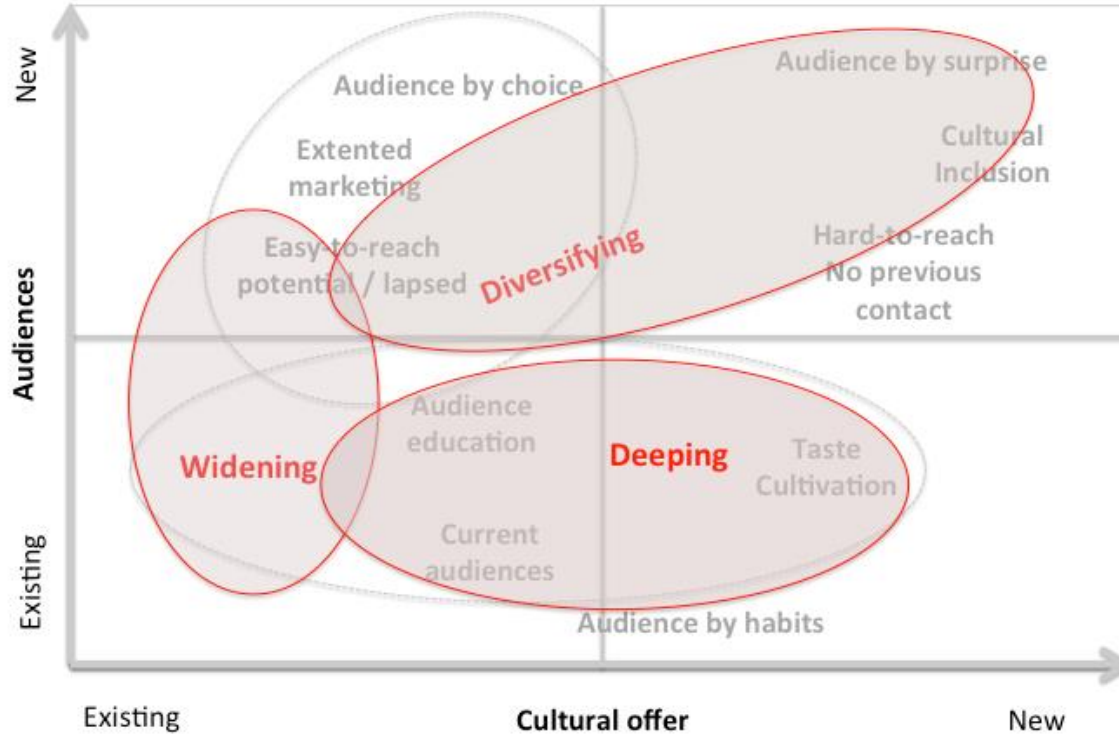 New
Audience by surprise
Audience by choice
Extented
marketing
Cultural
Inclusion
Easy-to-reach
potential / lapsed
Diversifying
Hard-to-reach
No previous
contact
Audiences
Audience
education
Widening
Deeping
Taste
Cultivation
Current
audiences
Existing
Audience by habits
Existing
Cultural offer
New